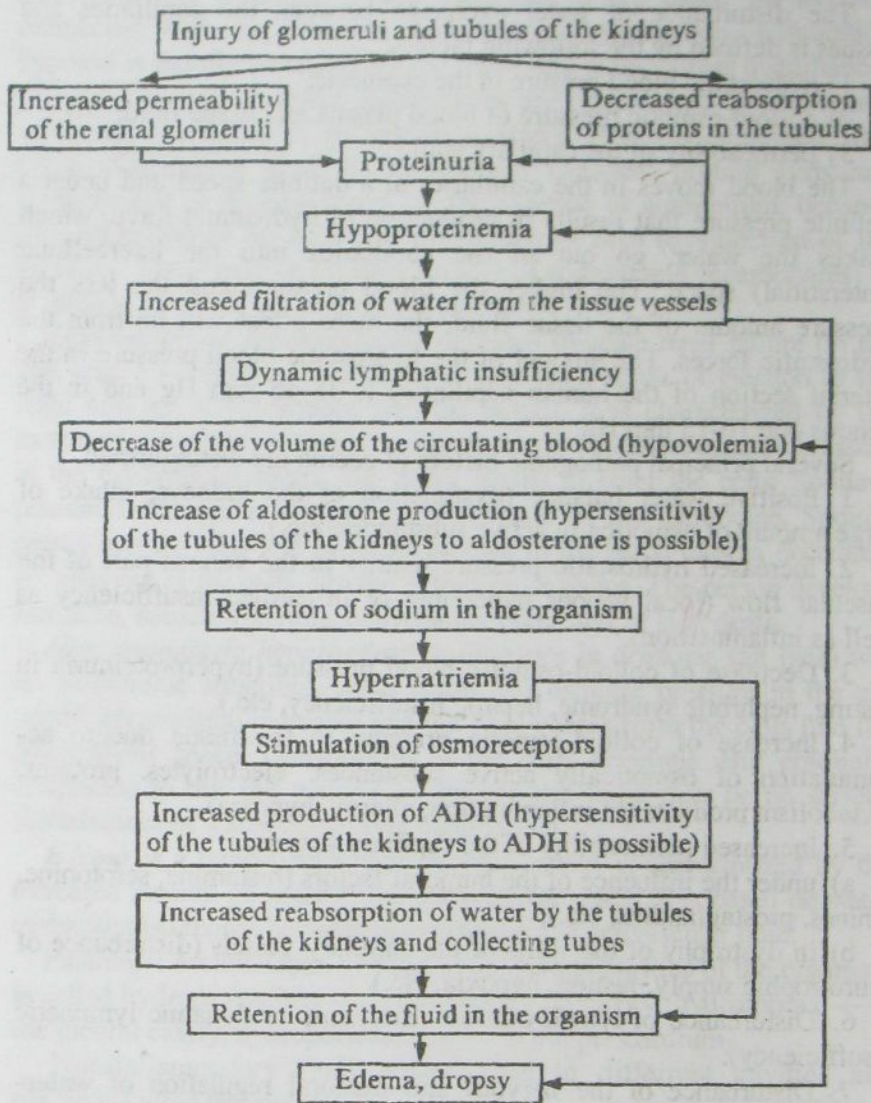 Injury of glomeruli and tubules of the kidneys
Increased permeability
of the renal glomeruli
Decreased reabsorption
of proteins in the tubules
Proteinuria
Hypoproteinemia
Increased filtration of water from the tissue vessels
Dynamic lymphatic insufficiency
Decrease of the volume of the circulating blood (hypovolemia)
Increase of aldosterone production (hypersensitivity
of the tubules of the kidneys to aldosterone is possible)
Retention of sodium in the organism
Hypernatriemia
Stimulation of osmoreceptors
Increased production of ADH (hypersensitivity
of the tubules of the kidneys to ADH is possible)
Increased reabsorption of water by the tubules
of the kidneys and collecting tubes
Retention of the fluid in the organism
Edema, dropsy